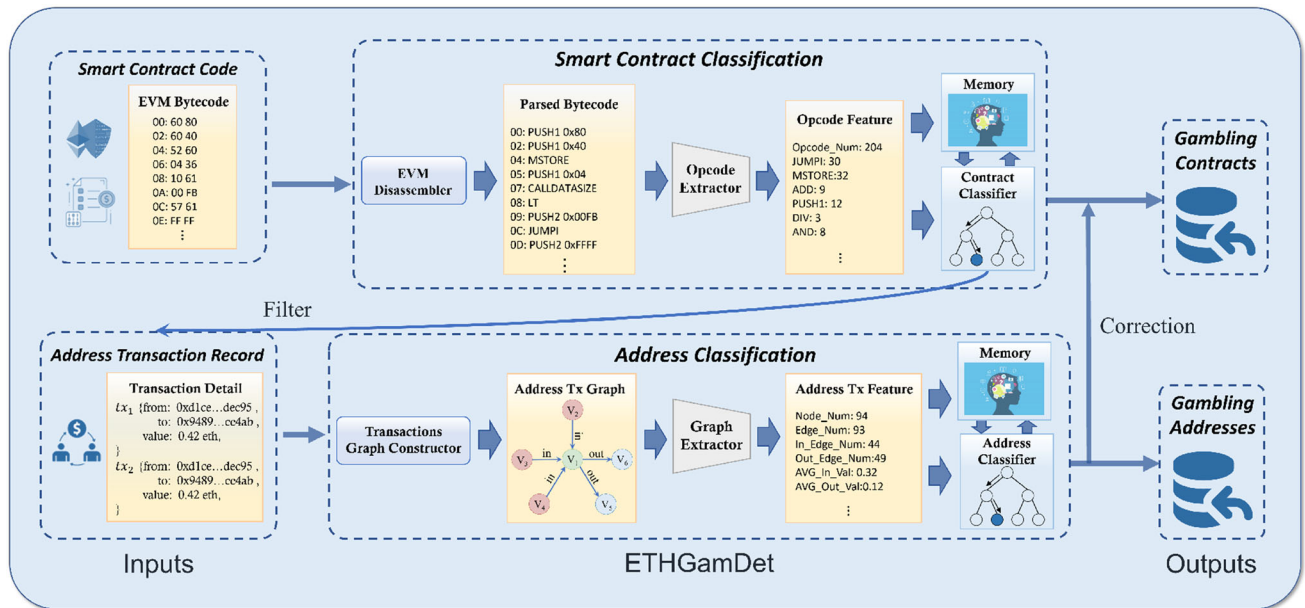 Smart Contract Code
EVM Bytecode
00: 60 80
02: 60 40
04: 52 60
06: 04 36
08: 10 61
0A: 00 FB
0C: 57 61
0E: FF FF
⋮
Smart Contract Classification
EVM
Disassembler
Parsed Bytecode
00: PUSH1 0x80
02: PUSH1 0x40
04: MSTORE
05: PUSH1 0x04
07: CALLDATASIZE
08: LT
09: PUSH2 0x00FB
0C: JUMPI
0D: PUSH2 0xFFFF
⋮
Opcode
Extractor
Opcode Feature
Opcode_Num: 204
JUMPI: 30
MSTORE:32
ADD: 9
PUSH1: 12
DIV: 3
AND: 8
⋮
Memory
Contract
Classifier
Gambling
Contracts
Filter
Correction
Address Transaction Record
Transaction Detail
tx1 {from: 0xd1ce...dec95 ,
to: 0x9489...cc4ab ,
value: 0.42 eth,
}
tx2 {from: 0xd1ce...dec95 ,
to: 0x9489...cc4ab ,
value: 0.42 eth,
}
Address Classification
Transactions
Graph Constructor
Address Tx Graph
V2
in
V3 in V1 out V6
in out
V4 V5
Graph
Extractor
Address Tx Feature
Node_Num: 94
Edge_Num: 93
In_Edge_Num: 44
Out_Edge_Num:49
AVG_In_Val: 0.32
AVG_Out_Val:0.12
⋮
Memory
Address
Classifier
Gambling
Addresses
Inputs
ETHGamDet
Outputs